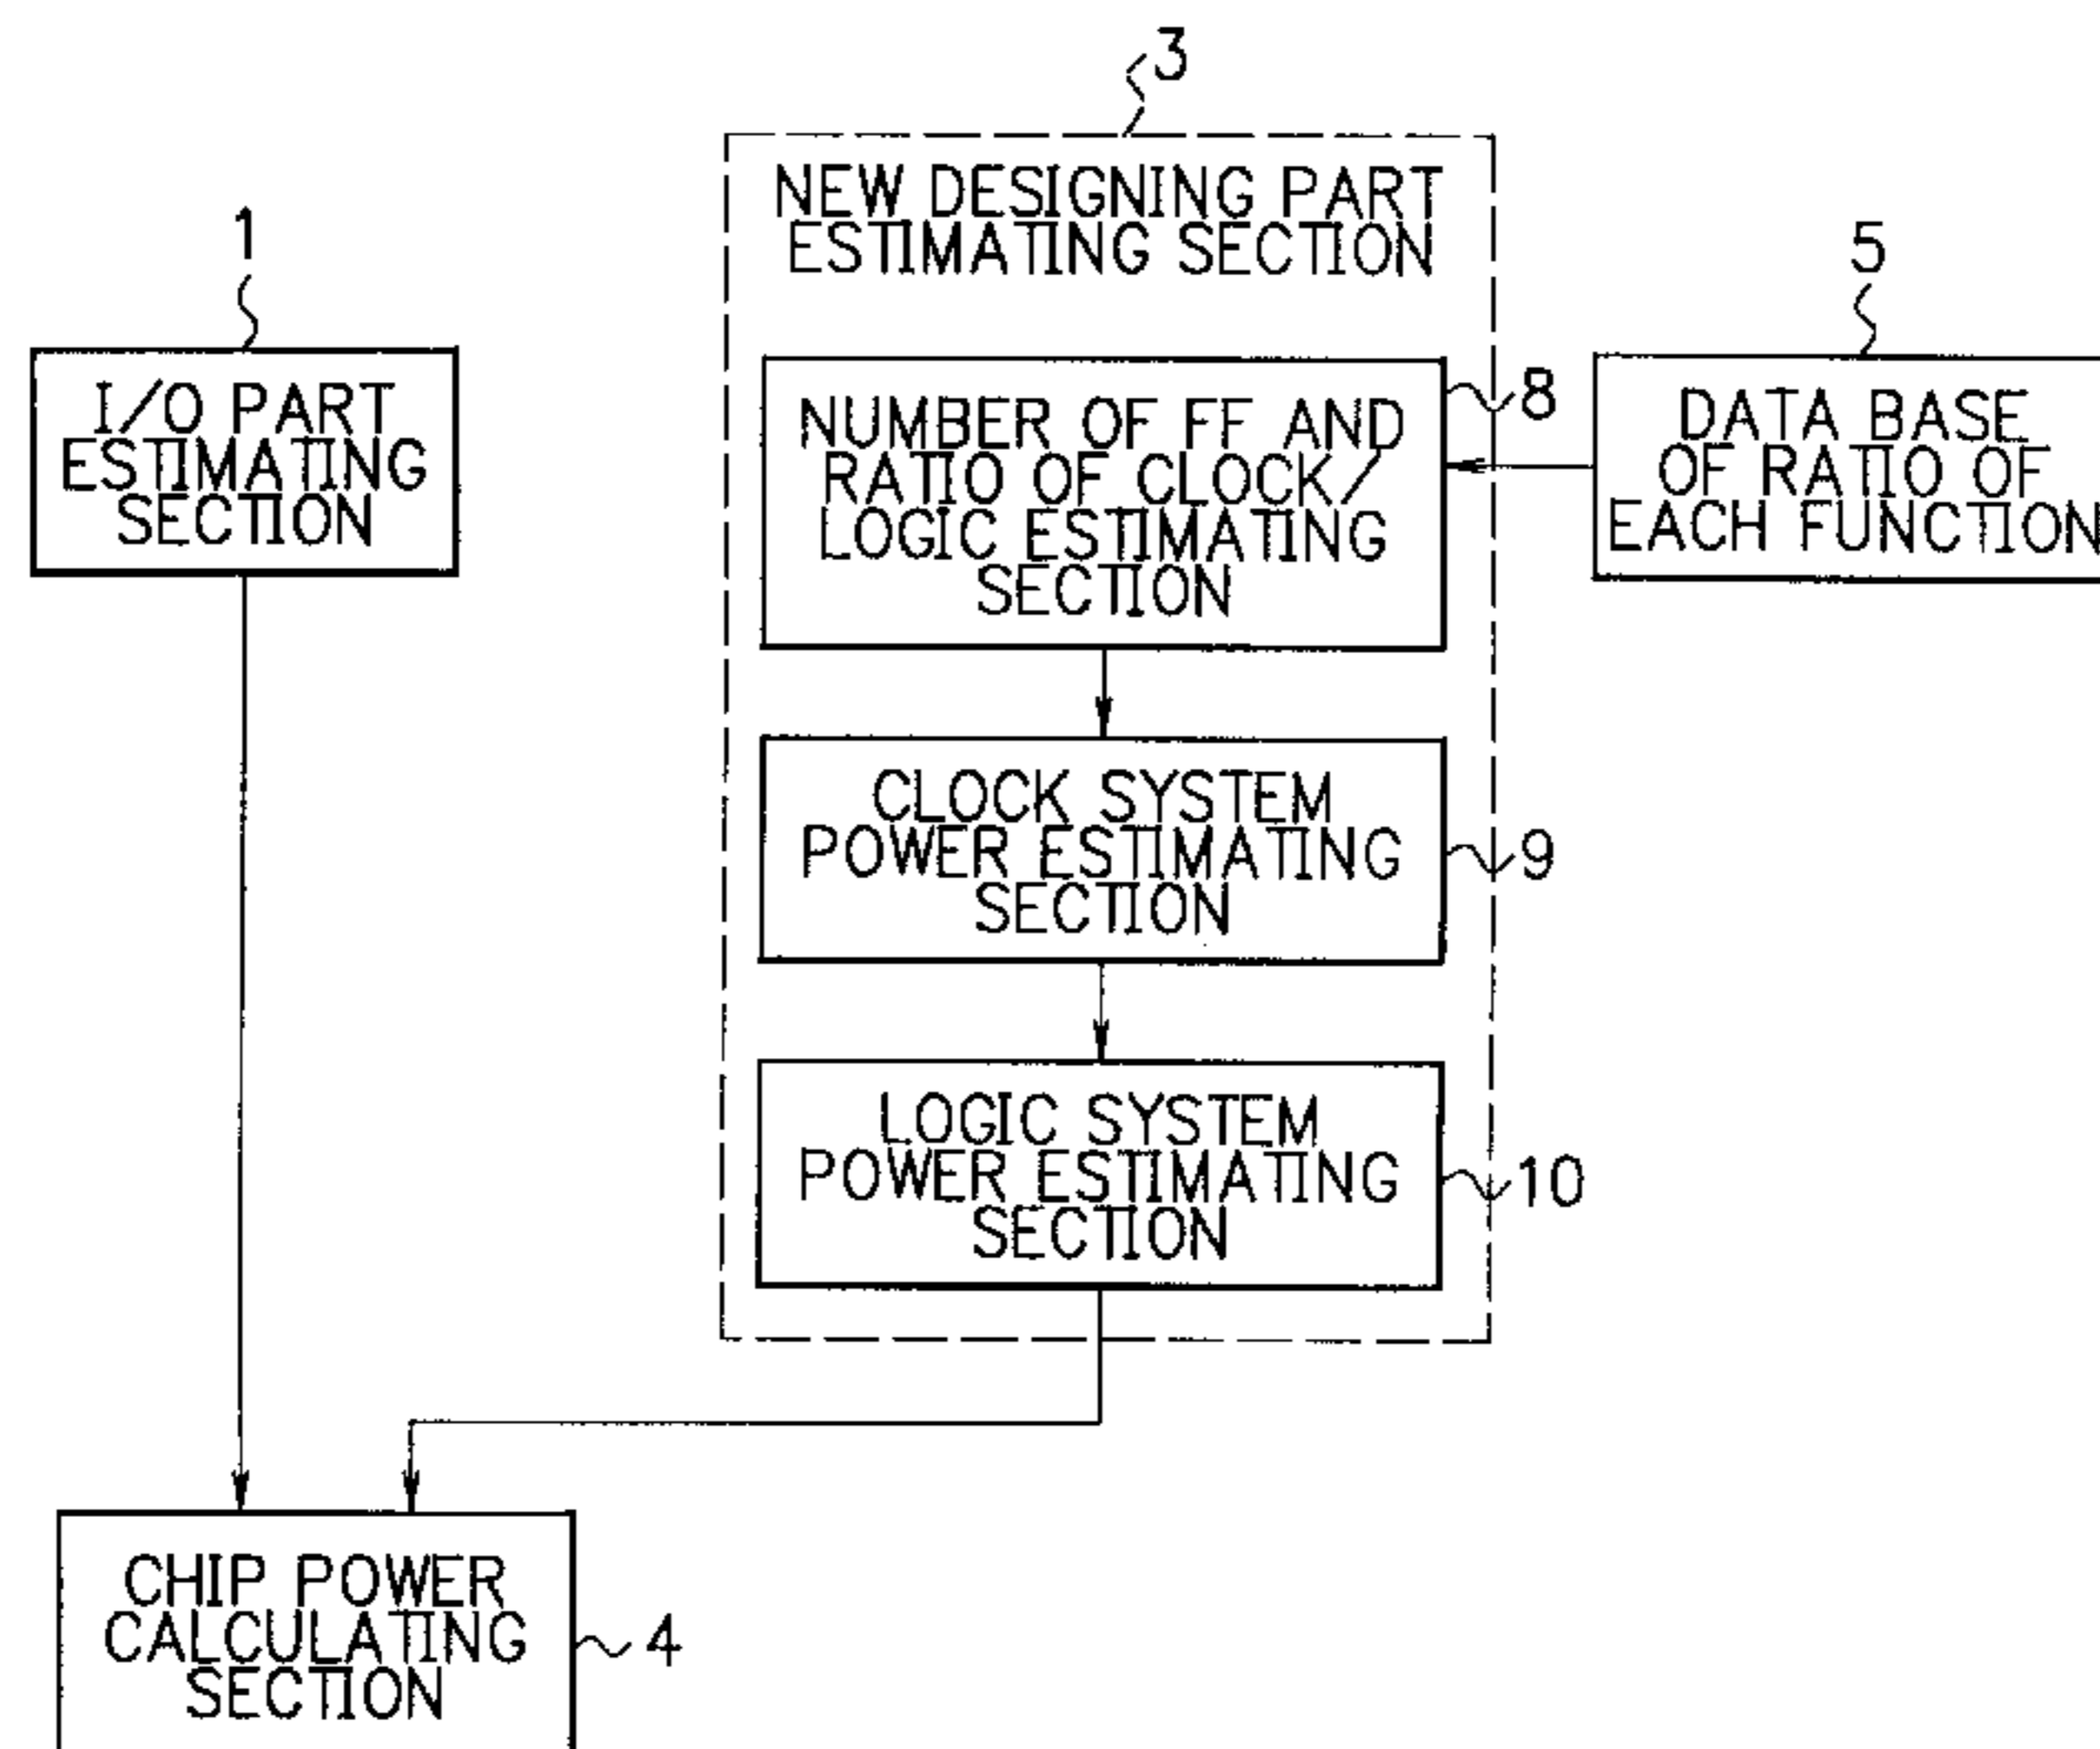 3
NEW DESIGNING PART
ESTIMATING SECTION
1
I/O PART
ESTIMATING
SECTION
5
DATA BASE
OF RATIO OF
EACH FUNCTION
8
NUMBER OF FF AND
RATIO OF CLOCK/
LOGIC ESTIMATING
SECTION
CLOCK SYSTEM
POWER ESTIMATING
SECTION
9
LOGIC SYSTEM
POWER ESTIMATING
SECTION
10
CHIP POWER
CALCULATING
SECTION
4